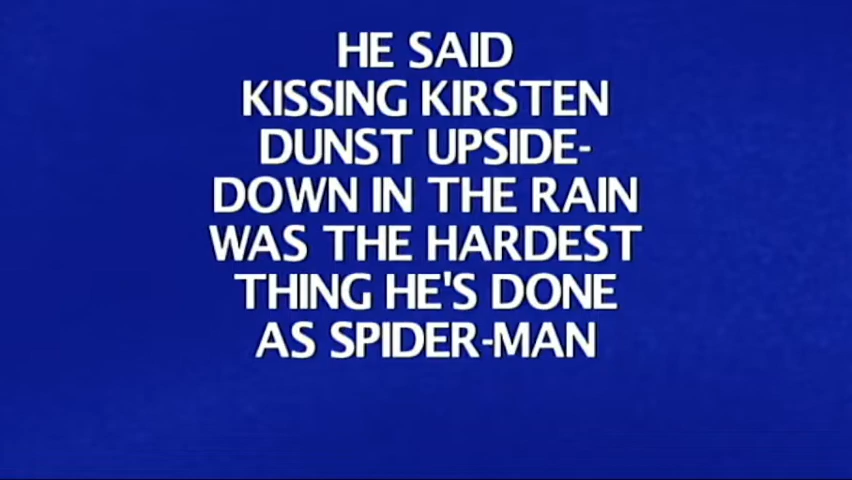 HE SAID
KISSING KIRSTEN
DUNST UPSIDE-
DOWN IN THE RAIN
WAS THE HARDEST
THING HE'S DONE
AS SPIDER-MAN